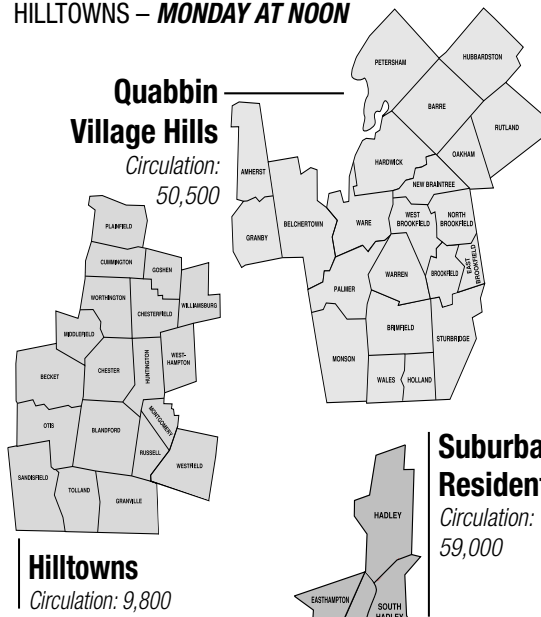 HILLTOWNS – MONDAY AT NOON
Quabbin
Village Hills
Circulation:
50,500
PETERSHAM
HUBBARDSTON
BARRE
RUTLAND
OAKHAM
HARDWICK
NEW BRAINTREE
AMHERST
BELCHERTOWN
GRANBY
WARE
WEST
BROOKFIELD
NORTH
BROOKFIELD
EAST
BROOKFIELD
BROOKFIELD
WARREN
PALMER
BRIMFIELD
STURBRIDGE
MONSON
WALES
HOLLAND
PLAINFIELD
CUMMINGTON
GOSHEN
WORTHINGTON
CHESTERFIELD
WILLIAMSBURG
MIDDLEFIELD
HUNTINGTON
WEST-
HAMPTON
BECKET
CHESTER
MONTGOMERY
OTIS
BLANDFORD
RUSSELL
WESTFIELD
SANDISFIELD
TOLLAND
GRANVILLE
Hilltowns
Circulation: 9,800
Suburba
Resident
Circulation:
59,000
HADLEY
EASTHAMPTON
SOUTH
HADLEY